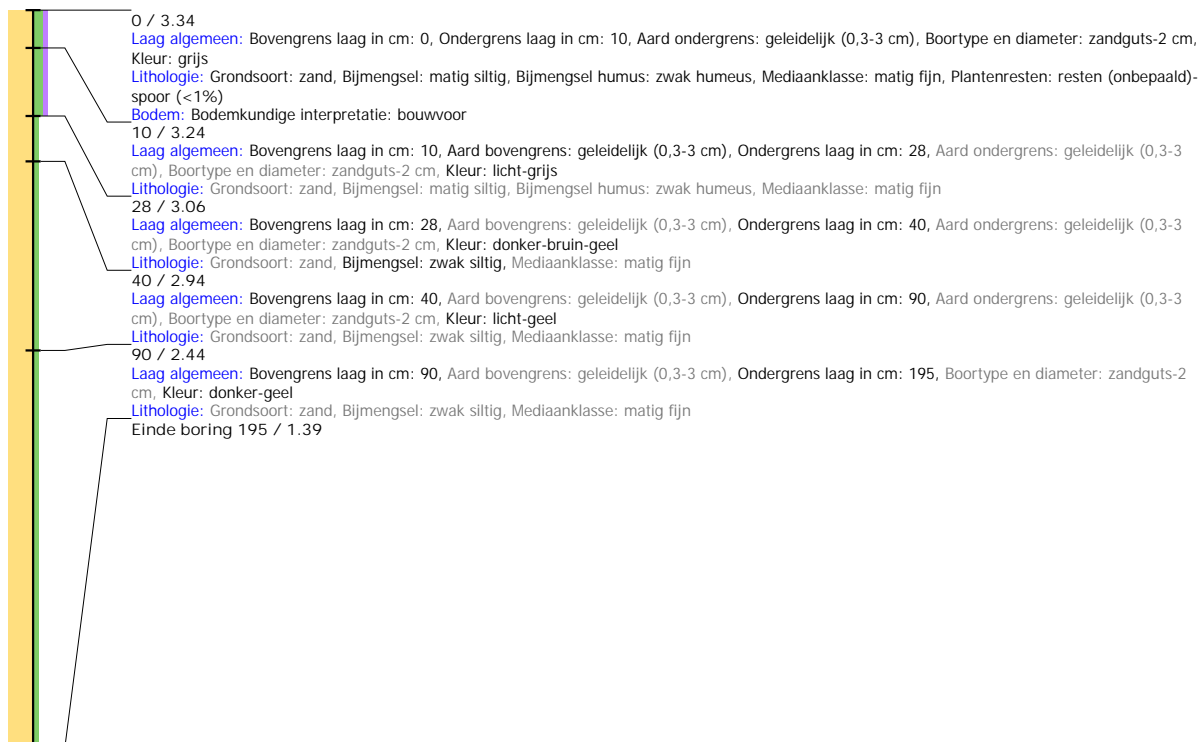 0 / 3.34
Laag algemeen: Bovengrens laag in cm: 0, Ondergrens laag in cm: 10, Aard ondergrens: geleidelijk (0,3-3 cm), Boortype en diameter: zandguts-2 cm,
Kleur: grijs
Lithologie: Grondsoort: zand, Bijmengsel: matig siltig, Bijmengsel humus: zwak humeus, Mediaanklasse: matig fijn, Plantenresten: resten (onbepaald)-
spoor (<1%)
Bodem: Bodemkundige interpretatie: bouwvoor
10 / 3.24
Laag algemeen: Bovengrens laag in cm: 10, Aard bovengrens: geleidelijk (0,3-3 cm), Ondergrens laag in cm: 28, Aard ondergrens: geleidelijk (0,3-3
cm), Boortype en diameter: zandguts-2 cm, Kleur: licht-grijs
Lithologie: Grondsoort: zand, Bijmengsel: matig siltig, Bijmengsel humus: zwak humeus, Mediaanklasse: matig fijn
28 / 3.06
Laag algemeen: Bovengrens laag in cm: 28, Aard bovengrens: geleidelijk (0,3-3 cm), Ondergrens laag in cm: 40, Aard ondergrens: geleidelijk (0,3-3
cm), Boortype en diameter: zandguts-2 cm, Kleur: donker-bruin-geel
Lithologie: Grondsoort: zand, Bijmengsel: zwak siltig, Mediaanklasse: matig fijn
40 / 2.94
Laag algemeen: Bovengrens laag in cm: 40, Aard bovengrens: geleidelijk (0,3-3 cm), Ondergrens laag in cm: 90, Aard ondergrens: geleidelijk (0,3-3
cm), Boortype en diameter: zandguts-2 cm, Kleur: licht-geel
Lithologie: Grondsoort: zand, Bijmengsel: zwak siltig, Mediaanklasse: matig fijn
90 / 2.44
Laag algemeen: Bovengrens laag in cm: 90, Aard bovengrens: geleidelijk (0,3-3 cm), Ondergrens laag in cm: 195, Boortype en diameter: zandguts-2
cm, Kleur: donker-geel
Lithologie: Grondsoort: zand, Bijmengsel: zwak siltig, Mediaanklasse: matig fijn
Einde boring 195 / 1.39